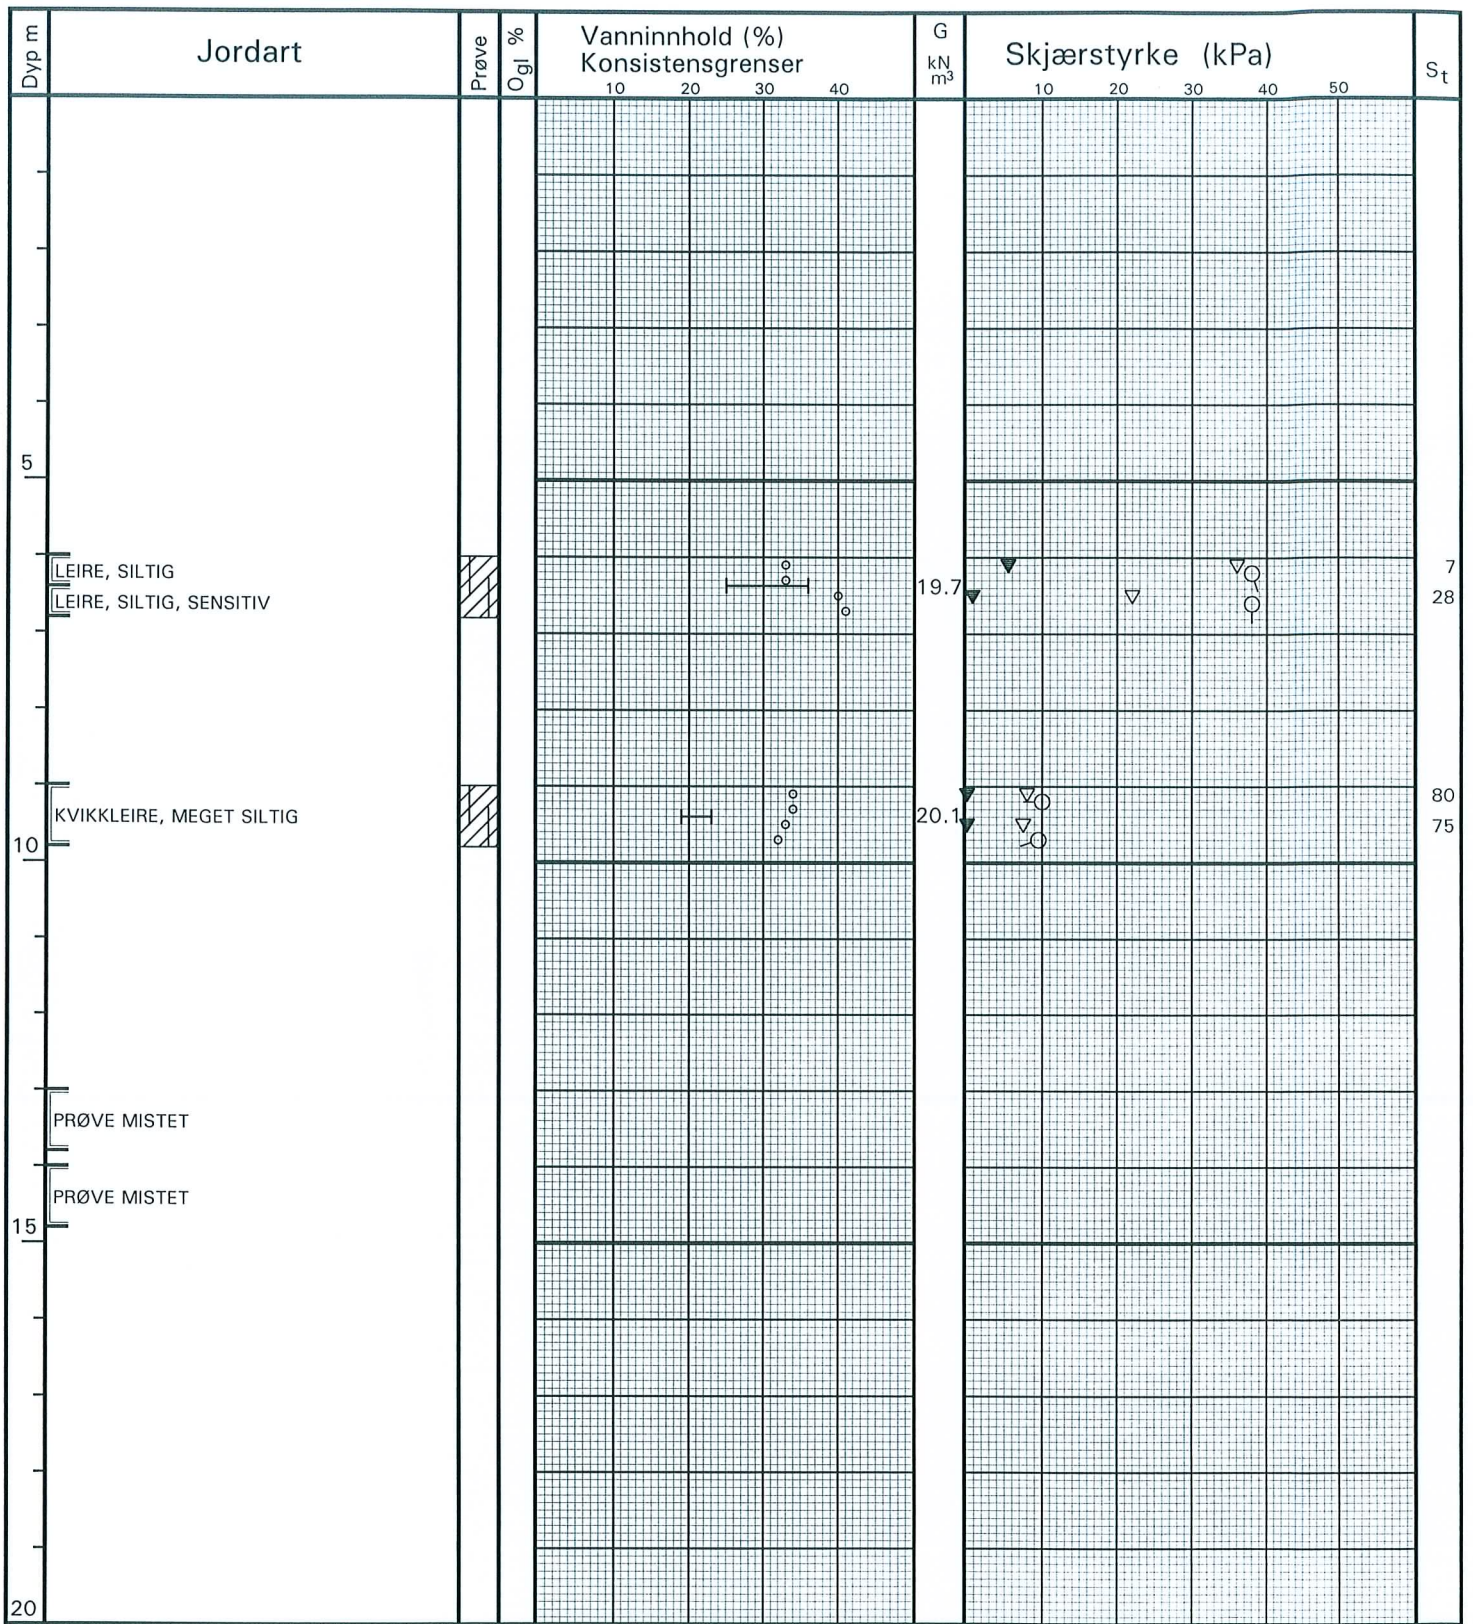 Dyp m
Jordart
Prøve
Ogl %
Vanninnhold (%)
Konsistensgrenser
10 20 30 40
G
kN
m³
Skjærstyrke (kPa)
10 20 30 40 50
St
5
LEIRE, SILTIG
7
19.7
LEIRE, SILTIG, SENSITIV
28
80
KVIKKLEIRE, MEGET SILTIG
20.1
75
10
PRØVE MISTET
PRØVE MISTET
15
20